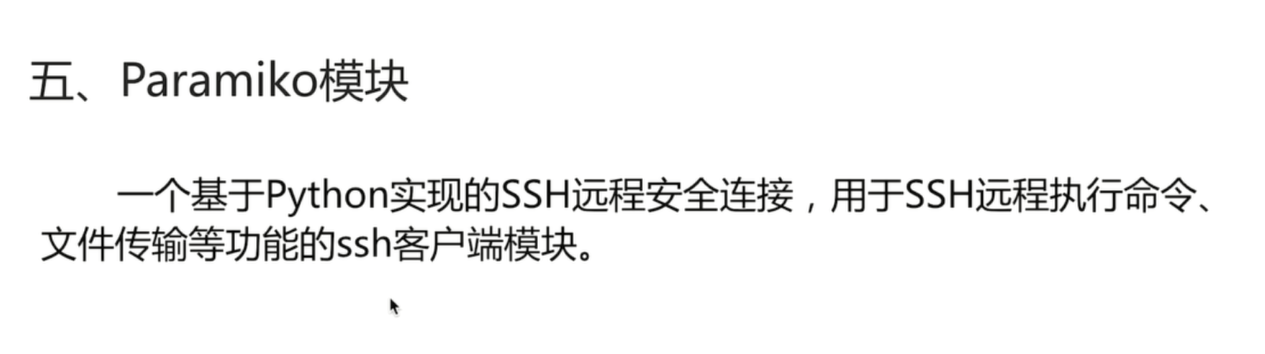 五、Paramiko模块
一个基于Python实现的SSH远程安全连接，用于SSH远程执行命令、
文件传输等功能的ssh客户端模块。